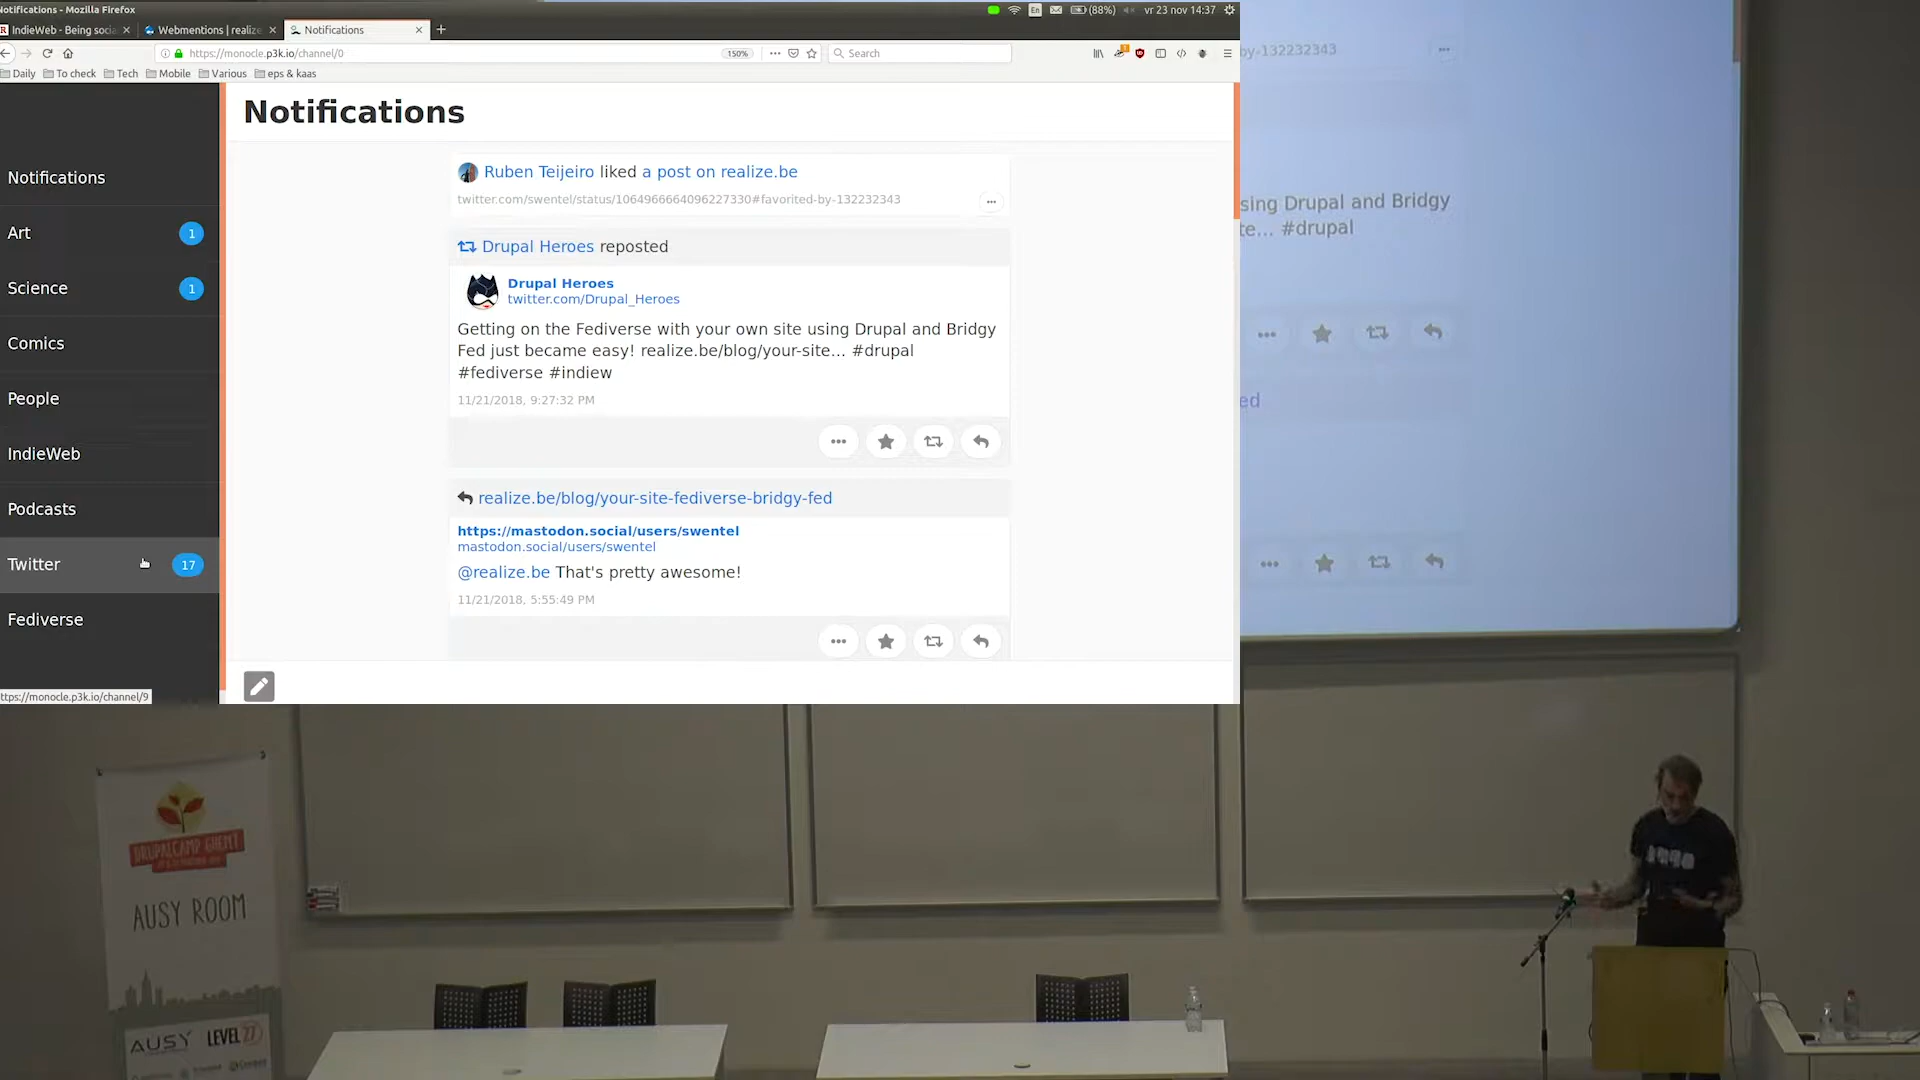 Notifications - Mozilla Firefox
En
(88%)
vr 23 nov 14:37
IndieWeb - Being socia
Webmentions | realize
Notifications
https://monocle.p3k.io/channel/0
150%
Search
Daily
To check
Tech
Mobile
Various
eps & kaas
Notifications
Art
1
Science
1
Comics
People
IndieWeb
Podcasts
Twitter
17
Fediverse
ttps://monocle.p3k.io/channel/9
Notifications
Ruben Teijeiro liked a post on realize.be
twitter.com/swentel/status/1064966664096227330#favorited-by-132232343
Drupal Heroes reposted
Drupal Heroes
twitter.com/Drupal_Heroes
Getting on the Fediverse with your own site using Drupal and Bridgy
Fed just became easy! realize.be/blog/your-site… #drupal
#fediverse #indiew
11/21/2018, 9:27:32 PM
realize.be/blog/your-site-fediverse-bridgy-fed
https://mastodon.social/users/swentel
mastodon.social/users/swentel
@realize.be That's pretty awesome!
11/21/2018, 5:55:49 PM
by-132232343
sing Drupal and Bridgy
te... #drupal
ed
DRUPALCAMP GHENT
AUSY ROOM
AUSY
LEVEL27